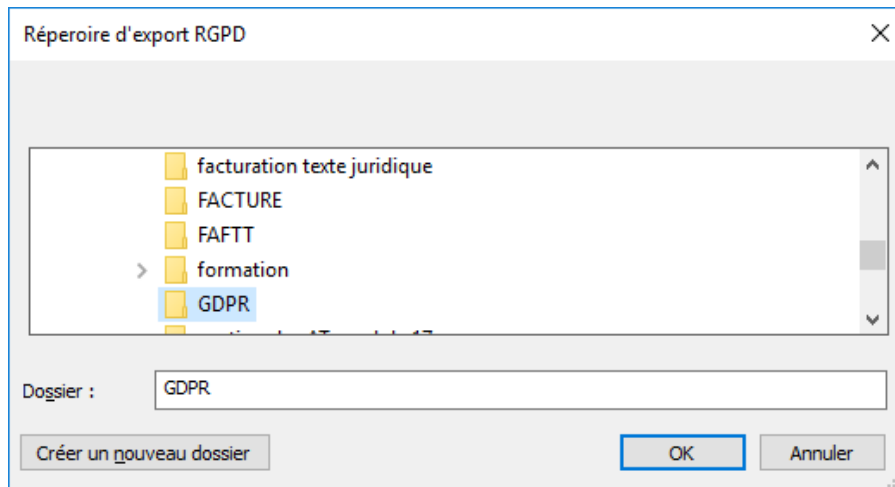 Réperoire d'export RGPD
facturation texte juridique
FACTURE
FAFTT
formation
GDPR
Dossier :
GDPR
Créer un nouveau dossier
OK
Annuler